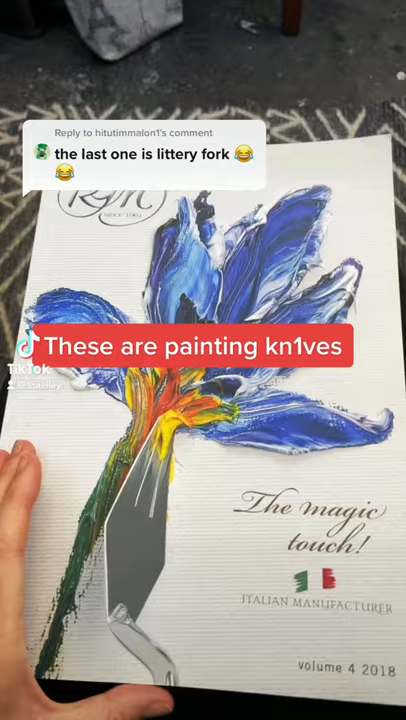 Reply to hitutimmalon1's comment
the last one is littery fork 😂
😂
These are painting kn1ves
TikTok
The magic
touch!
ITALIAN MANUFACTURER
volume 4 2018